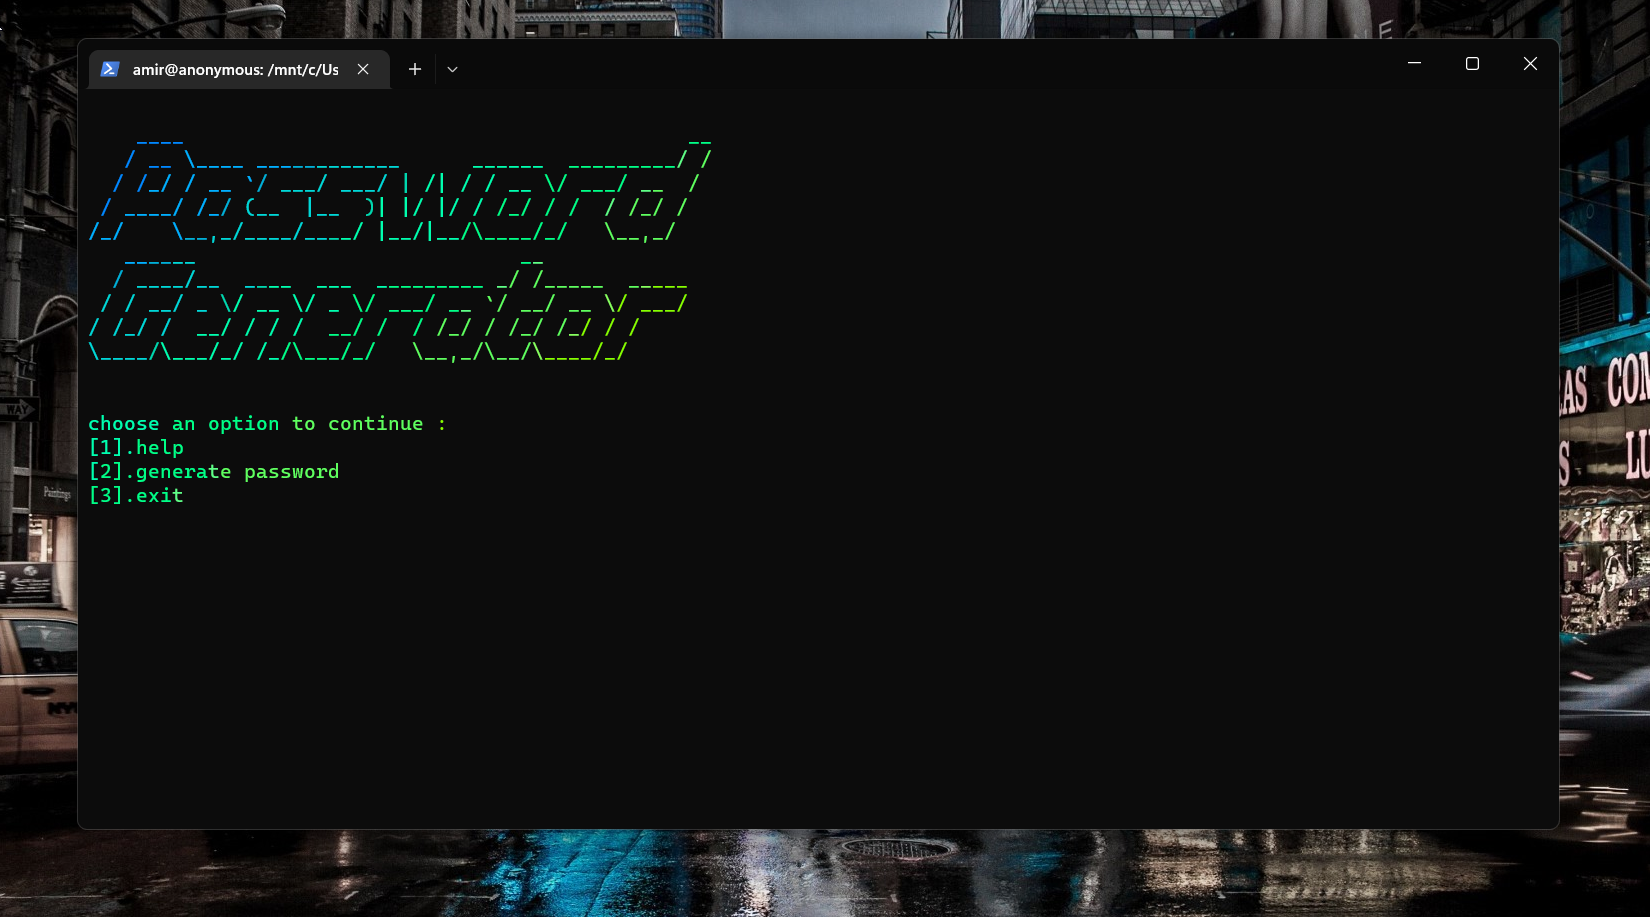 amir@anonymous: /mnt/c/Us
Password
Generator
choose an option to continue :
[1].help
[2].generate password
[3].exit
WAY
Paintings
NY
AS CON
S LU
E